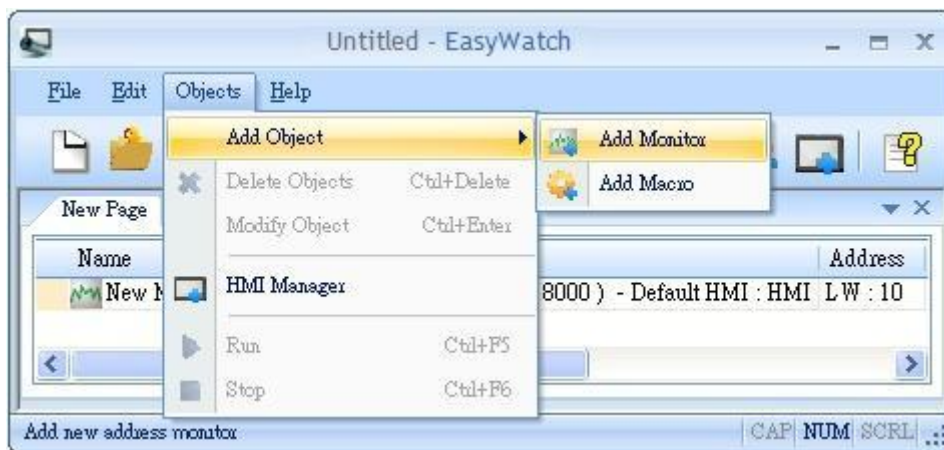 Untitled - EasyWatch
File Edit Objects Help
Add Object
Add Monitor
Delete Objects Ctrl+Delete
Add Macro
New Page
Modify Object Ctrl+Enter
Name Address
HMI Manager
New 8000 ) - Default HMI : HMI LW : 10
Run Ctrl+F5
Stop Ctrl+F6
Add new address monitor CAP NUM SCRL